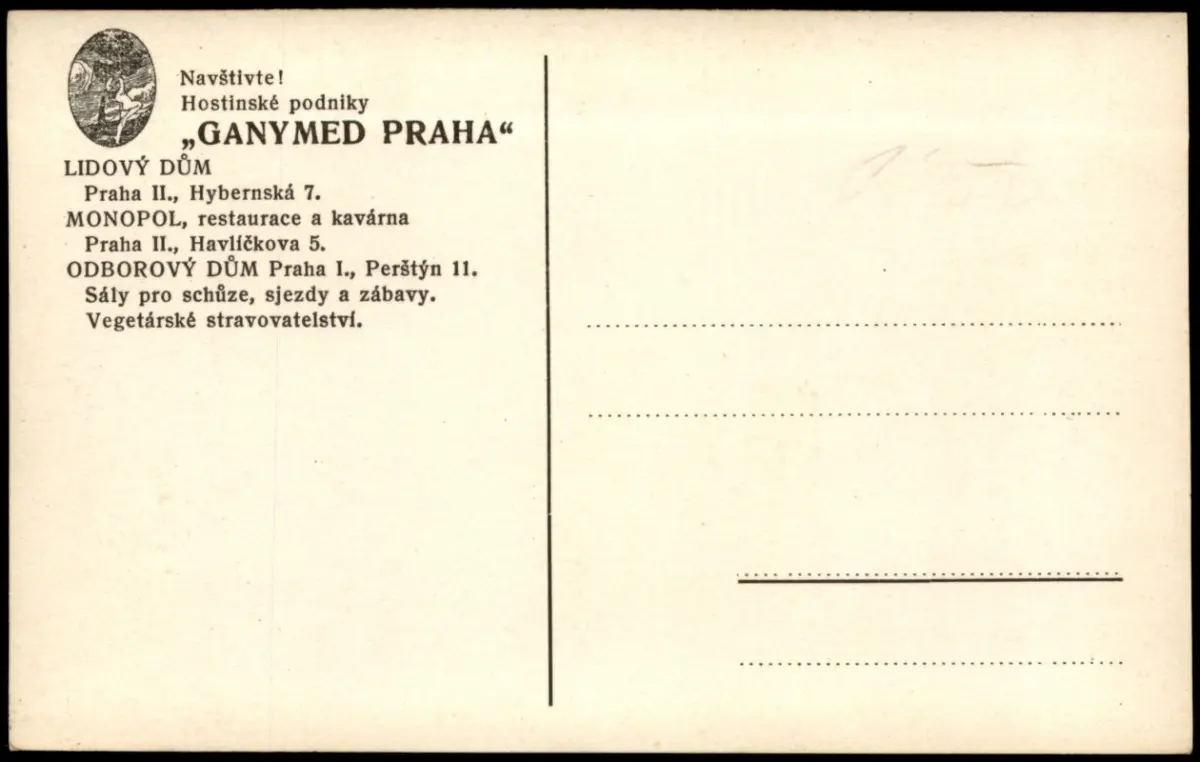 Navštivte!
Hostinské podniky
„GANYMED PRAHA“
LIDOVÝ DŮM
Praha II., Hybernská 7.
MONOPOL, restaurace a kavárna
Praha II., Havlíčkova 5.
ODBOROVÝ DŮM Praha I., Perštýn 11.
Sály pro schůze, sjezdy a zábavy.
Vegetárské stravovatelství.